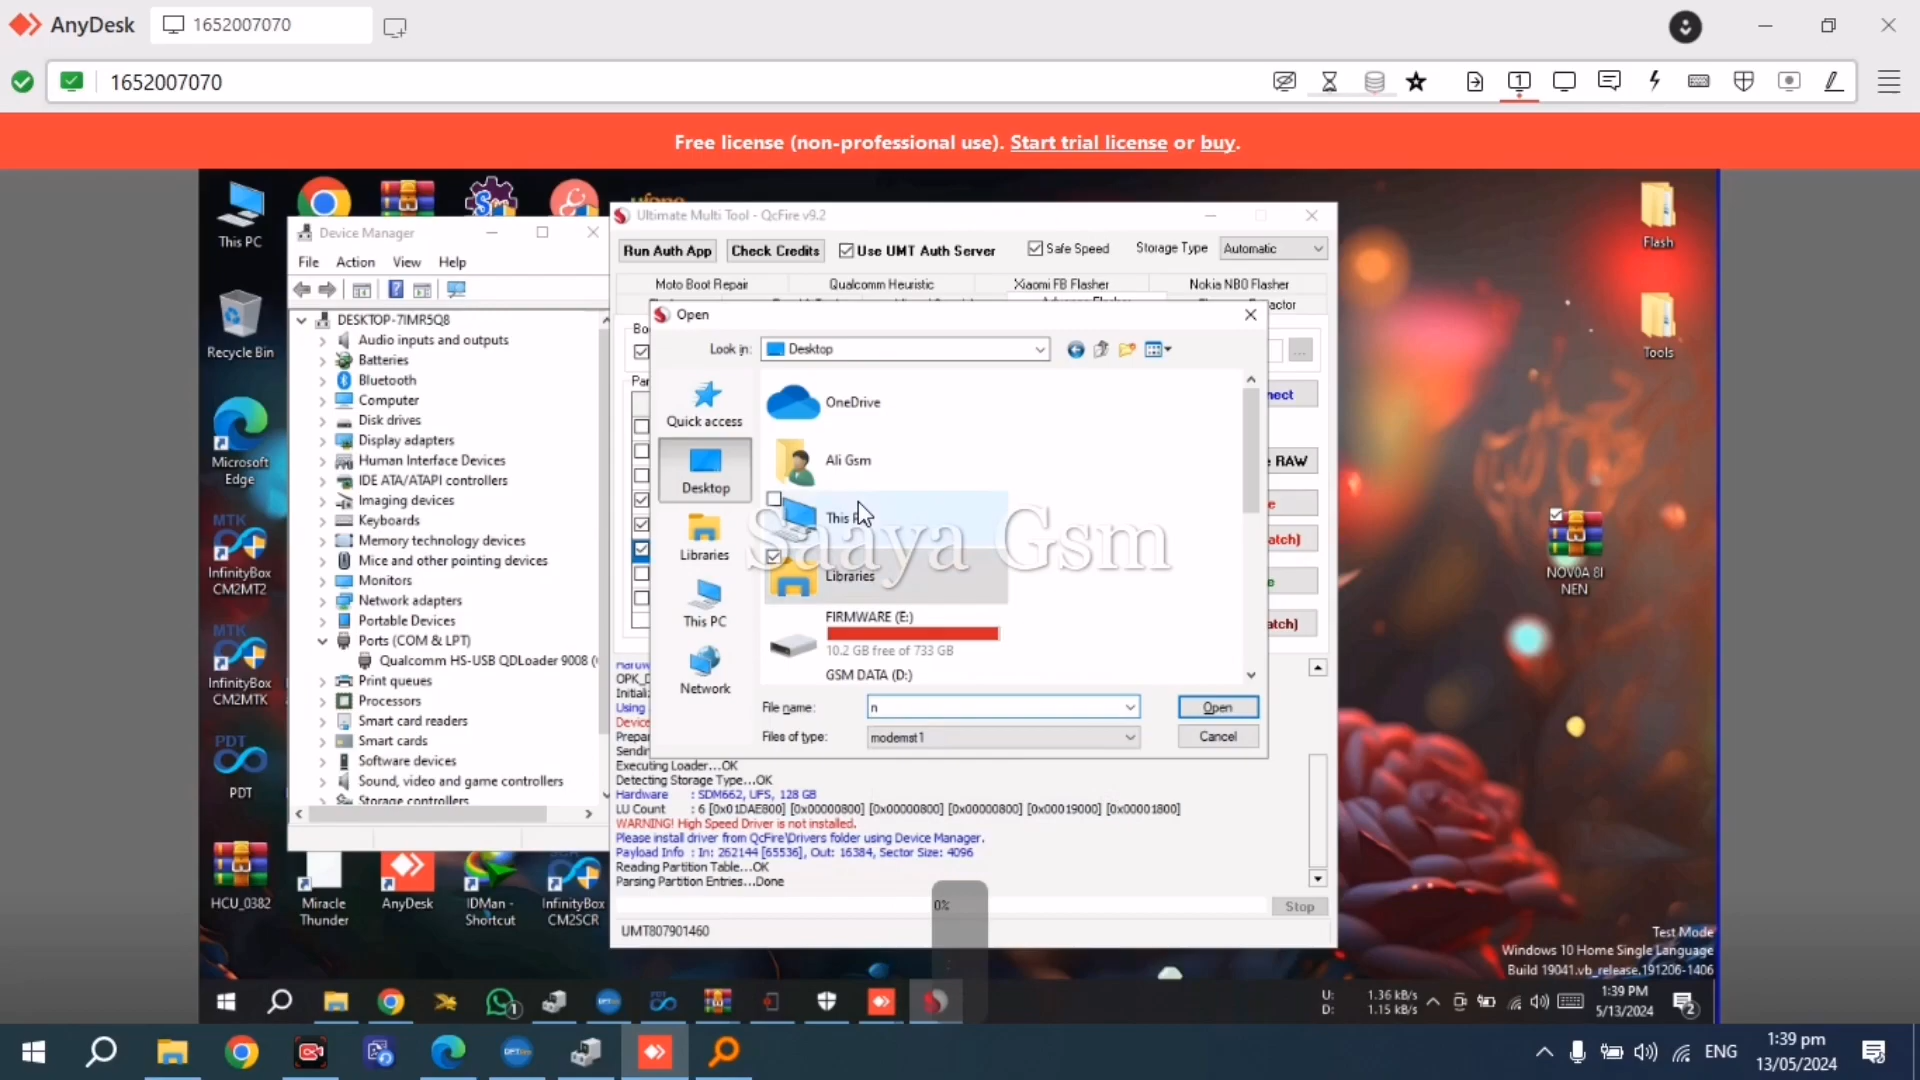 AnyDesk
1652007070
1652007070
Free license (non-professional use). Start trial license or buy.
This PC
Recycle Bin
Microsoft
Edge
InfinityBox
CM2MT2
InfinityBox
CM2MTK
PDT
HCU_0382
Miracle
Thunder
AnyDesk
IDMan -
Shortcut
InfinityBox
CM2SCR
Device Manager
File Action View Help
DESKTOP-7IMR5Q8
Audio inputs and outputs
Batteries
Bluetooth
Computer
Disk drives
Display adapters
Human Interface Devices
IDE ATA/ATAPI controllers
Imaging devices
Keyboards
Memory technology devices
Mice and other pointing devices
Monitors
Network adapters
Portable Devices
Ports (COM & LPT)
Qualcomm HS-USB QDLoader 9008 (
Print queues
Processors
Smart card readers
Smart cards
Software devices
Sound, video and game controllers
Storage controllers
Ultimate Multi Tool - QcFire v9.2
Run Auth App Check Credits Use UMT Auth Server Safe Speed Storage Type Automatic
Moto Boot Repair Qualcomm Heuristic Xiaomi FB Flasher Nokia NB0 Flasher
Open
Look in: Desktop
Quick access
Desktop
Libraries
This PC
Network
OneDrive
Ali Gsm
This P
Libraries
FIRMWARE (E:)
10.2 GB free of 733 GB
GSM DATA (D:)
File name: n
Open
Files of type: modemst1
Cancel
Saaya Gsm
RAW
atch)
atch)
Executing Loader...OK
Detecting Storage Type...OK
Hardware : SDM662, UFS, 128 GB
LU Count : 6 [0x01DAE800] [0x00000800] [0x00000800] [0x00000800] [0x00019000] [0x00001800]
WARNING! High Speed Driver is not installed.
Please install driver from QcFire\Drivers folder using Device Manager.
Payload Info : In: 262144 [65536], Out: 16384, Sector Size: 4096
Reading Partition Table...OK
Parsing Partition Entries...Done
0%
Stop
UMT807901460
Flash
Tools
NOV0A 8I
NEN
Test Mode
Windows 10 Home Single Language
Build 19041.vb_release.191206-1406
U: 1.36 kB/s
D: 1.15 kB/s
1:39 PM
5/13/2024
ENG
1:39 pm
13/05/2024